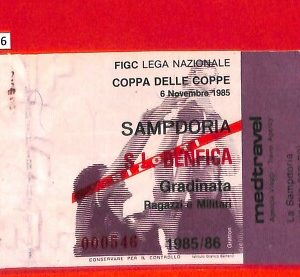 6
FIGC LEGA NAZIONALE
COPPA DELLE COPPE
6 Novembre 1985
SAMPDORIA
S.L. BENFICA
Gradinata
Ragazzi e Militari
000546 1985/86
CONSERVARE PER IL CONTROLLO
medtravel
La Sampdoria